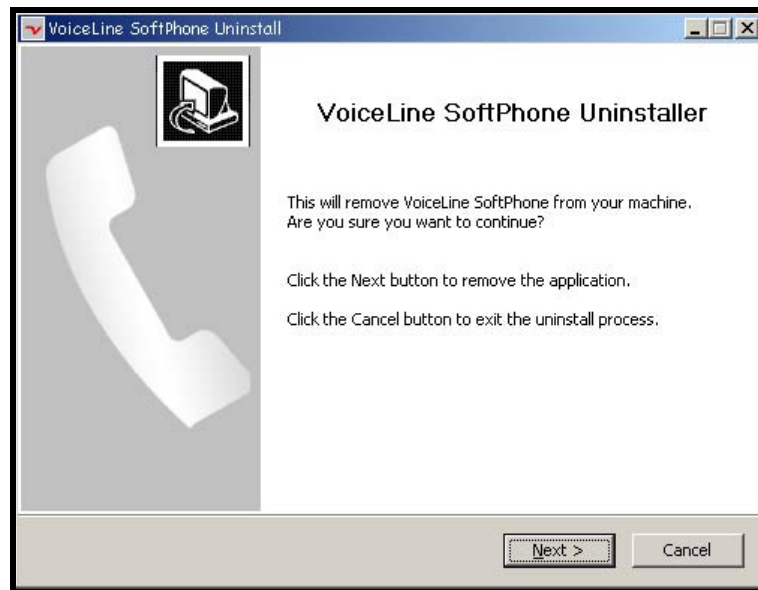 VoiceLine SoftPhone Uninstall
VoiceLine SoftPhone Uninstaller
This will remove VoiceLine SoftPhone from your machine.
Are you sure you want to continue?
Click the Next button to remove the application.
Click the Cancel button to exit the uninstall process.
Next > Cancel